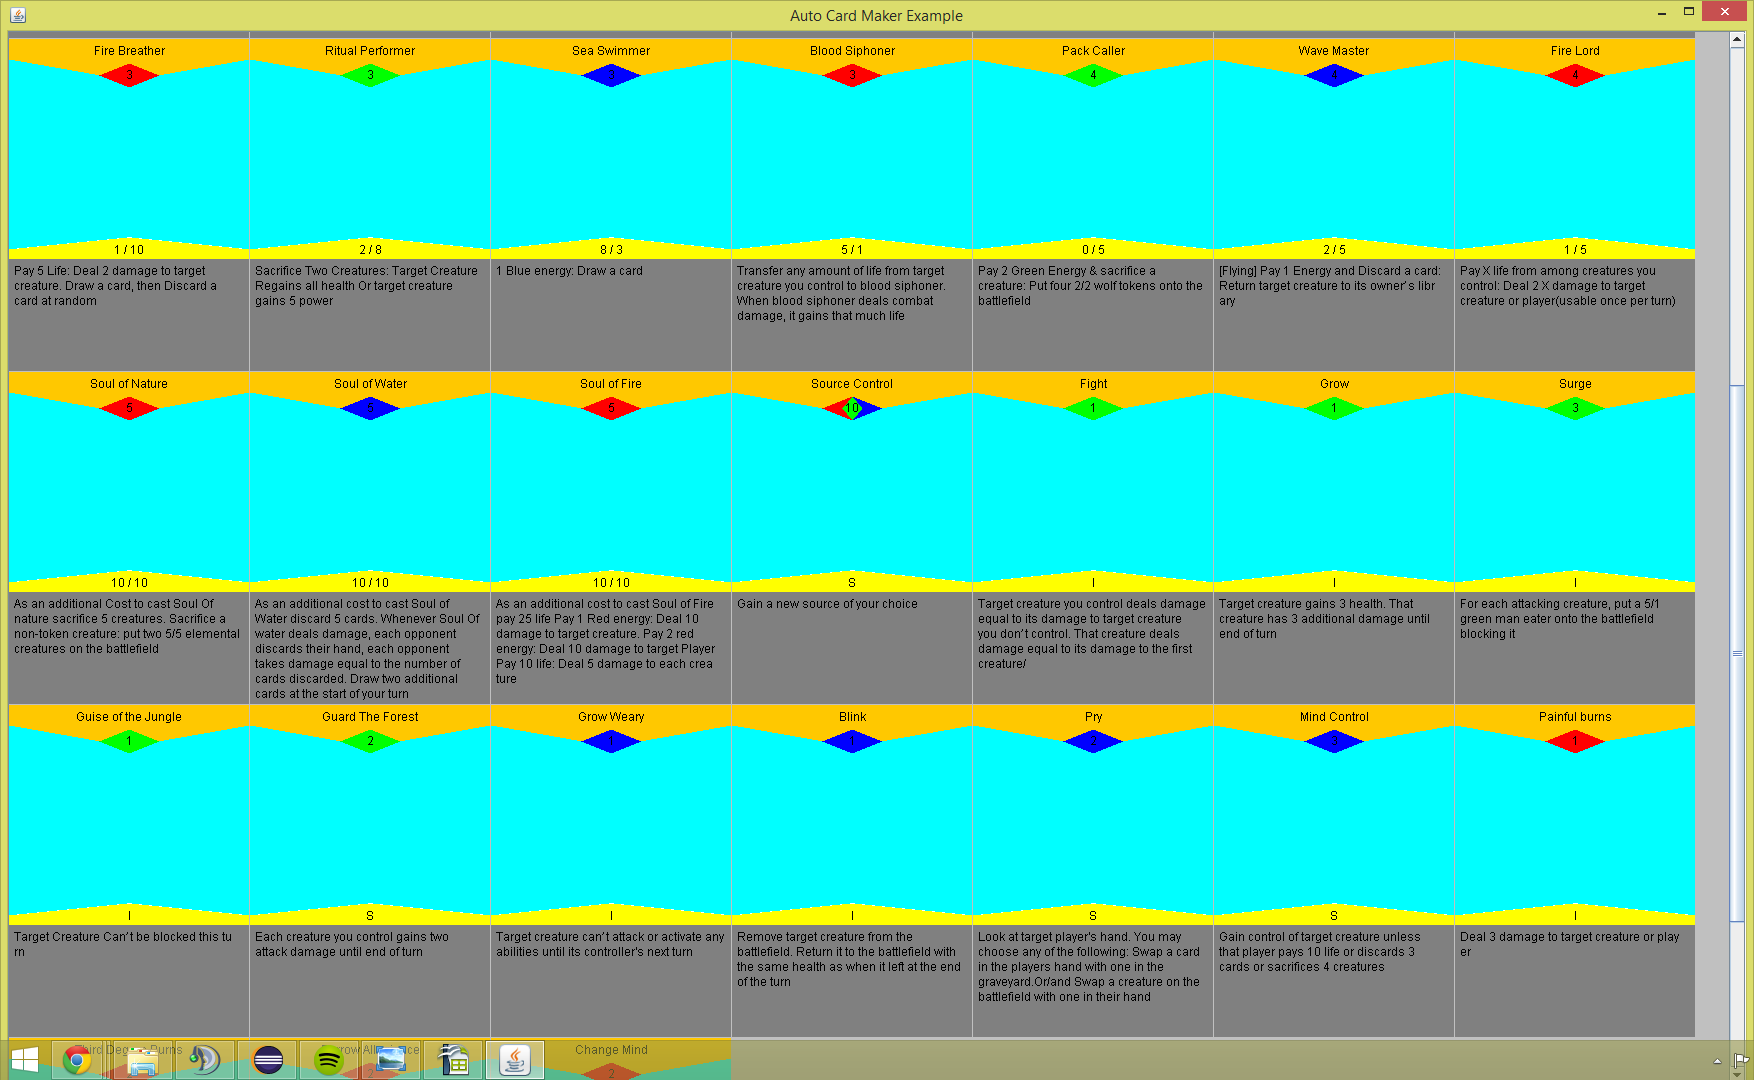 Auto Card Maker Example
Fire Breather
3
1 / 10
Pay 5 Life: Deal 2 damage to target
creature. Draw a card, then Discard a
card at random
Ritual Performer
3
2 / 8
Sacrifice Two Creatures: Target Creature
Regains all health Or target creature
gains 5 power
Sea Swimmer
3
8 / 3
1 Blue energy: Draw a card
Blood Siphoner
3
5 / 1
Transfer any amount of life from target
creature you control to blood siphoner.
When blood siphoner deals combat
damage, it gains that much life
Pack Caller
4
0 / 5
Pay 2 Green Energy & sacrifice a
creature: Put four 2/2 wolf tokens onto the
battlefield
Wave Master
4
2 / 5
[Flying] Pay 1 Energy and Discard a card:
Return target creature to its owner's libr
ary
Fire Lord
4
1 / 5
Pay X life from among creatures you
control: Deal 2 X damage to target
creature or player(usable once per turn)
Soul of Nature
5
10 / 10
As an additional Cost to cast Soul Of
nature sacrifice 5 creatures. Sacrifice a
non-token creature: put two 5/5 elemental
creatures on the battlefield
Soul of Water
5
10 / 10
As an additional cost to cast Soul of
Water discard 5 cards. Whenever Soul Of
water deals damage, each opponent
discards their hand, each opponent
takes damage equal to the number of
cards discarded. Draw two additional
cards at the start of your turn
Soul of Fire
5
10 / 10
As an additional cost to cast Soul of Fire
pay 25 life Pay 1 Red energy: Deal 10
damage to target creature. Pay 2 red
energy: Deal 10 damage to target Player
Pay 10 life: Deal 5 damage to each crea
ture
Source Control
10
S
Gain a new source of your choice
Fight
1
I
Target creature you control deals damage
equal to its damage to target creature
you don't control. That creature deals
damage equal to its damage to the first
creature/
Grow
1
I
Target creature gains 3 health. That
creature has 3 additional damage until
end of turn
Surge
3
I
For each attacking creature, put a 5/1
green man eater onto the battlefield
blocking it
Guise of the Jungle
1
I
Target Creature Can't be blocked this tu
rn
Guard The Forest
2
S
Each creature you control gains two
attack damage until end of turn
Grow Weary
1
I
Target creature can't attack or activate any
abilities until its controller's next turn
Blink
1
I
Remove target creature from the
battlefield. Return it to the battlefield with
the same health as when it left at the end
of the turn
Pry
2
S
Look at target player's hand. You may
choose any of the following: Swap a card
in the players hand with one in the
graveyard.Or/and Swap a creature on the
battlefield with one in their hand
Mind Control
3
S
Gain control of target creature unless
that player pays 10 life or discards 3
cards or sacrifices 4 creatures
Painful burns
1
I
Deal 3 damage to target creature or play
er
Third Degree Burns
Change Mind
2